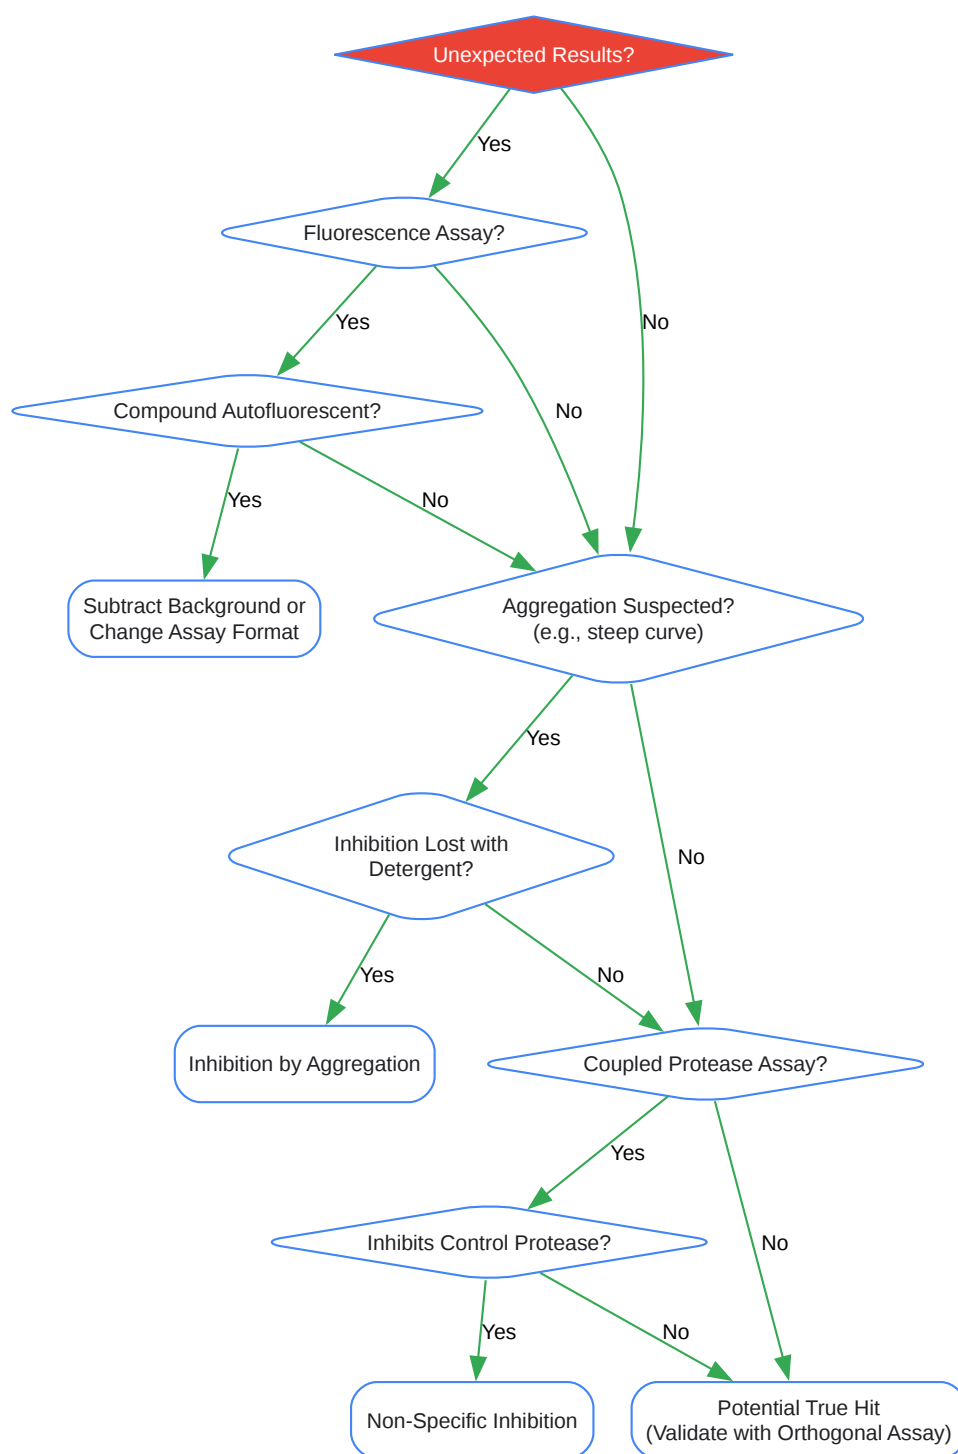 Unexpected Results?
Yes
Fluorescence Assay?
Yes
No
No
Compound Autofluorescent?
Yes
No
Subtract Background or
Change Assay Format
Aggregation Suspected?
(e.g., steep curve)
Yes
Inhibition Lost with
Detergent?
No
Yes
No
Inhibition by Aggregation
Coupled Protease Assay?
Yes
Inhibits Control Protease?
No
Yes
No
Non-Specific Inhibition
Potential True Hit
(Validate with Orthogonal Assay)